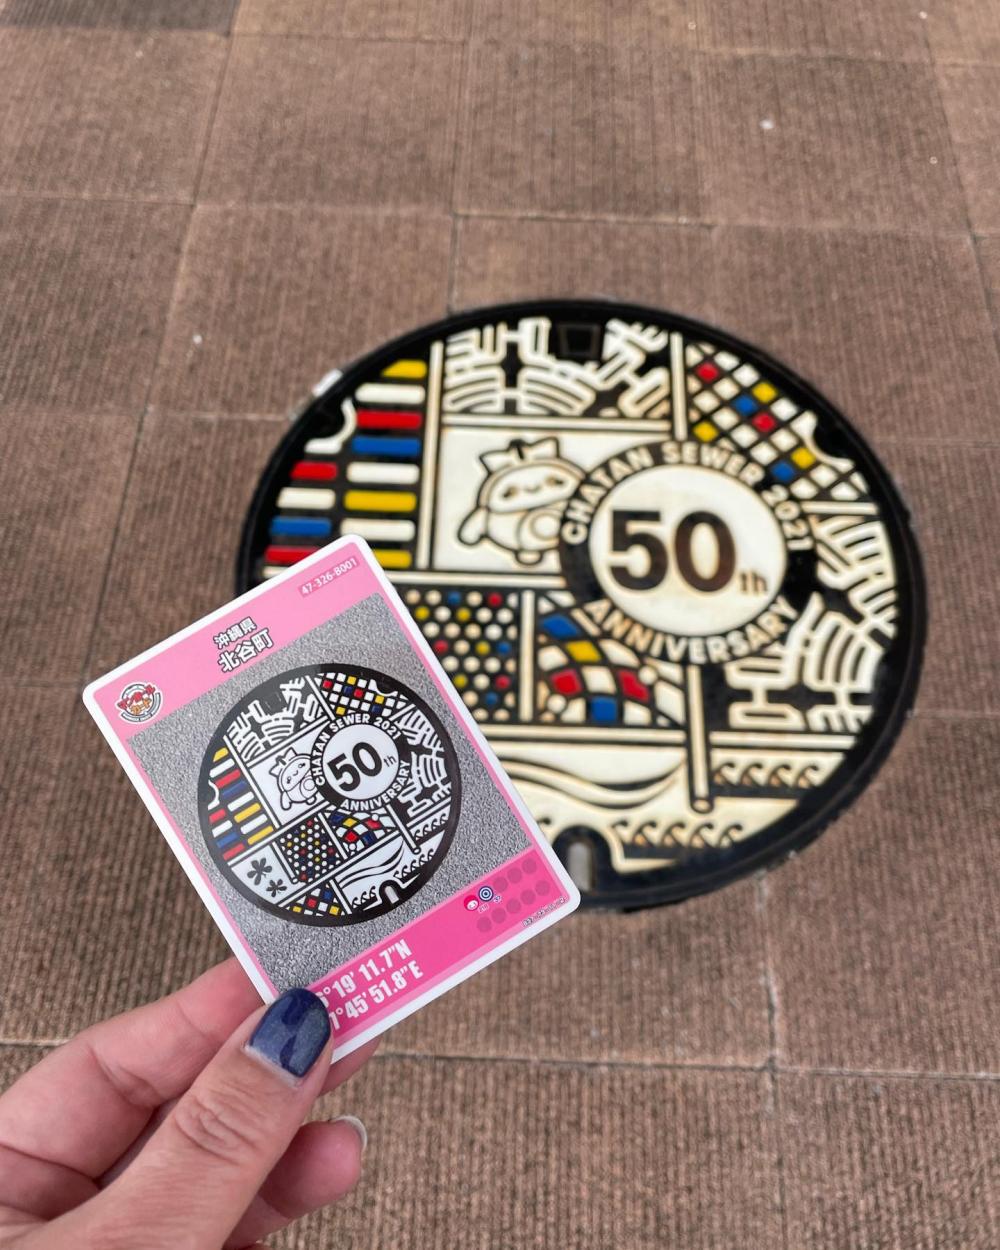 CHATAN SEWER 2021
50th
ANNIVERSARY
47-326-B001
沖縄県
北谷町
CHATAN SEWER 2021
50th
ANNIVERSARY
° 19' 11.7"N
° 45' 51.8"E